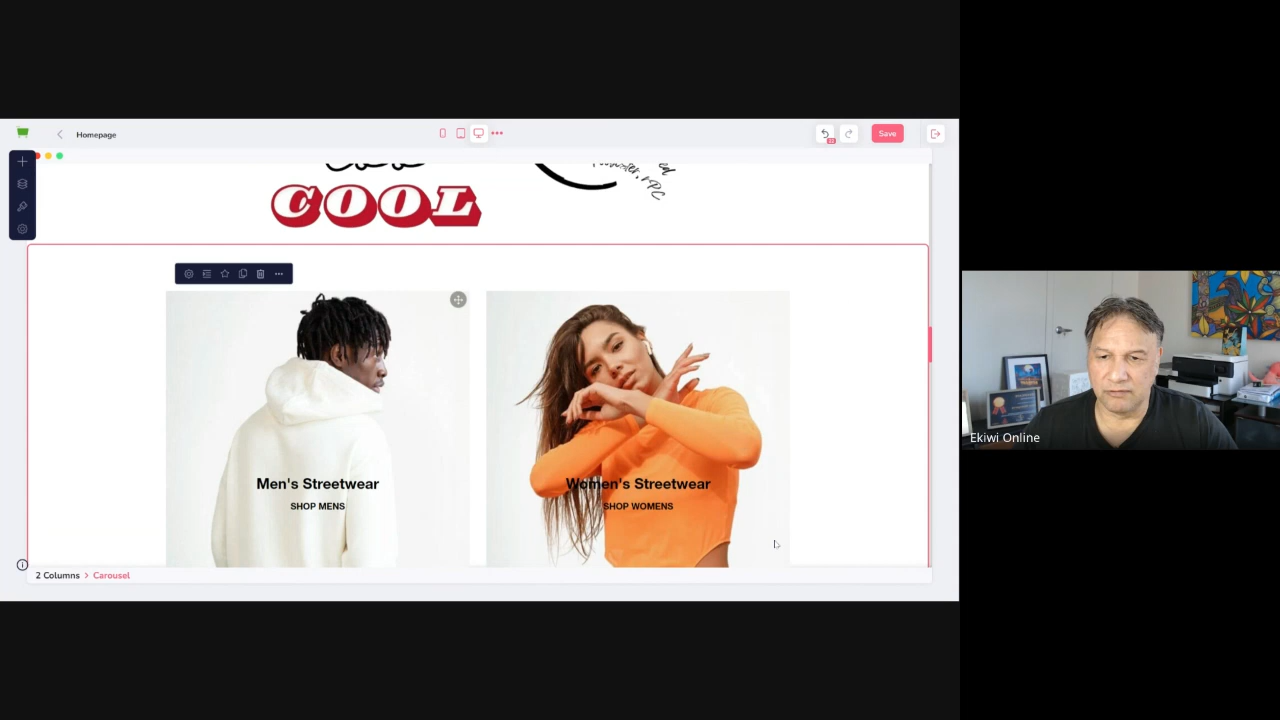 Homepage
Save
COOL
Men's Streetwear
SHOP MENS
Women's Streetwear
SHOP WOMENS
2 Columns > Carousel
Ekiwi Online